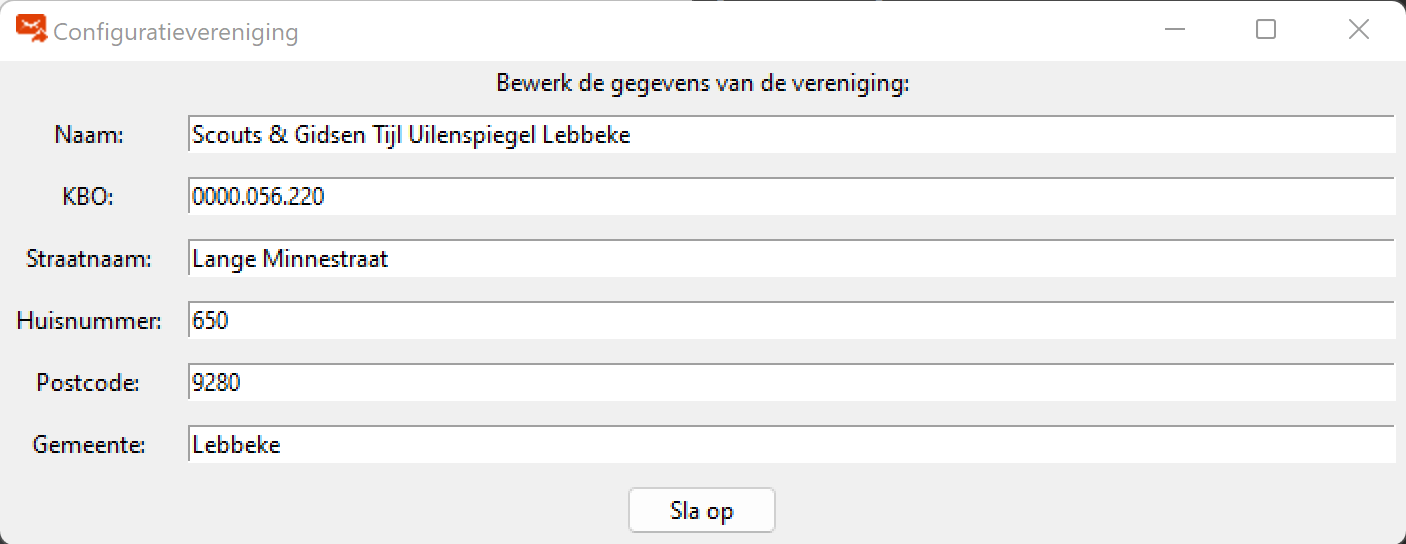 Configuratievereniging
Bewerk de gegevens van de vereniging:
Naam: Scouts & Gidsen Tijl Uilenspiegel Lebbeke
KBO: 0000.056.220
Straatnaam: Lange Minnestraat
Huisnummer: 650
Postcode: 9280
Gemeente: Lebbeke
Sla op